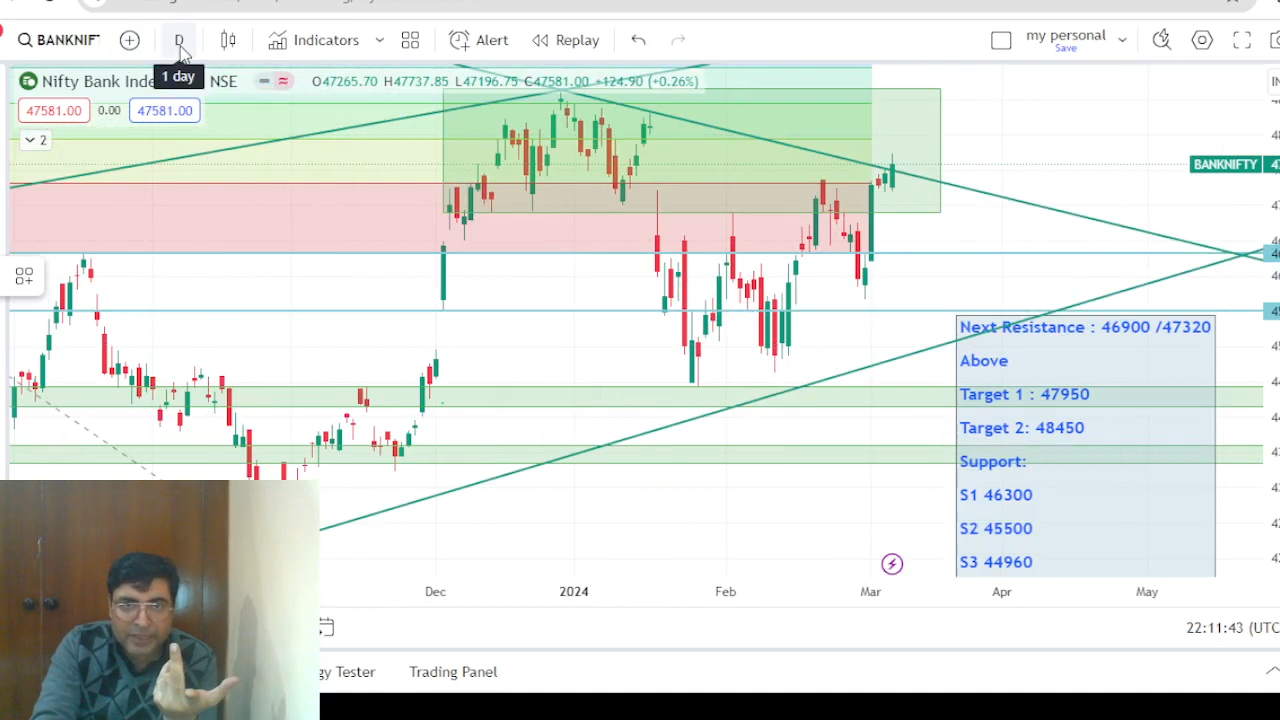 BANKNIFT
D
Indicators
Alert
Replay
my personal
Save
1 day
Nifty Bank Inde
NSE
O47265.70 H47737.85 L47196.75 C47581.00 +124.90 (+0.26%)
47581.00
0.00
47581.00
2
BANKNIFTY
Next Resistance : 46900 /47320
Above
Target 1 : 47950
Target 2: 48450
Support:
S1 46300
S2 45500
S3 44960
Dec
2024
Feb
Mar
Apr
May
22:11:43 (UTC
gy Tester
Trading Panel